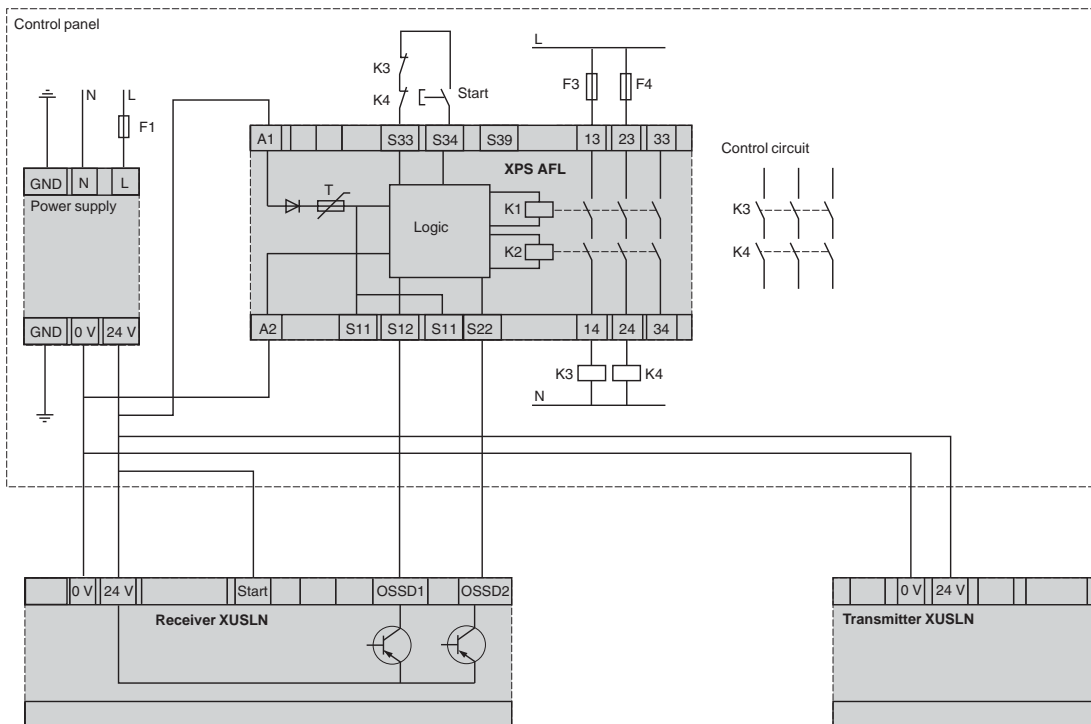 Control panel
L
K3
F3
F4
N
L
K4
Start
F1
A1
S33
S34
S39
13
23
33
XPS AFL
Control circuit
GND
N
L
T
Power supply
K1
K3
Logic
K2
K4
GND
0 V
24 V
A2
S11
S12
S11
S22
14
24
34
K3
K4
N
0 V
24 V
Start
OSSD1
OSSD2
0 V
24 V
Receiver XUSLN
Transmitter XUSLN